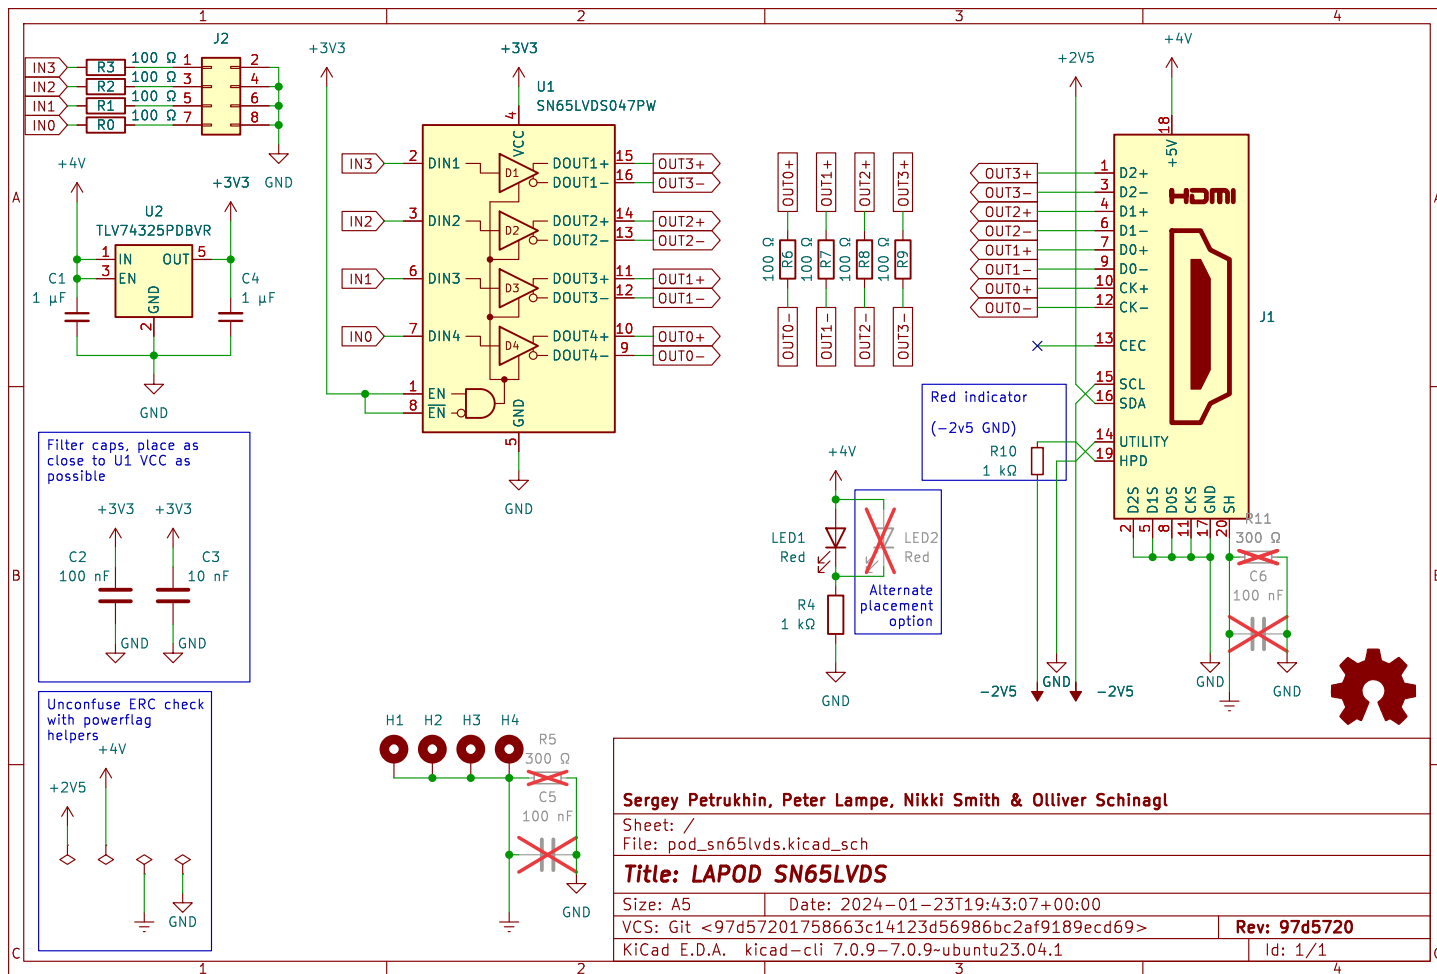 1 2 3 4
A
B
C
A
B
C
1 2 3 4
J2
IN3 R3 100 Ω 1 2
IN2 R2 100 Ω 3 4
IN1 R1 100 Ω 5 6
IN0 R0 100 Ω 7 8
GND
+4V
+3V3
U2
TLV74325PDBVR
1 IN OUT 5
3 EN
GND
2
C1
1 µF
C4
1 µF
GND
Filter caps, place as
close to U1 VCC as
possible
+3V3 +3V3
C2
100 nF
C3
10 nF
GND GND
Unconfuse ERC check
with powerflag
helpers
+4V
+2V5
GND
+3V3
+3V3
U1
SN65LVDS047PW
4
VCC
IN3 2 DIN1 D1 DOUT1+ 15 OUT3+
DOUT1- 16 OUT3-
IN2 3 DIN2 D2 DOUT2+ 14 OUT2+
DOUT2- 13 OUT2-
IN1 6 DIN3 D3 DOUT3+ 11 OUT1+
DOUT3- 12 OUT1-
IN0 7 DIN4 D4 DOUT4+ 10 OUT0+
DOUT4- 9 OUT0-
1 EN
8 EN
GND
5
GND
OUT0+ OUT1+ OUT2+ OUT3+
100 Ω R6 100 Ω R7 100 Ω R8 100 Ω R9
OUT0- OUT1- OUT2- OUT3-
+2V5
+4V
18
+5V
HDMI
J1
OUT3+ 1 D2+
OUT3- 3 D2-
OUT2+ 4 D1+
OUT2- 6 D1-
OUT1+ 7 D0+
OUT1- 9 D0-
OUT0+ 10 CK+
OUT0- 12 CK-
13 CEC
15 SCL
16 SDA
14 UTILITY
19 HPD
D2S D1S D0S CKS GND SH
2 5 8 11 17 20
Red indicator
(-2v5 GND)
R10
1 kΩ
-2V5 GND -2V5
R11
300 Ω
C6
100 nF
GND GND
+4V
LED1
Red
LED2
Red
Alternate
placement
option
R4
1 kΩ
GND
H1 H2 H3 H4
R5
300 Ω
C5
100 nF
GND
Sergey Petrukhin, Peter Lampe, Nikki Smith & Olliver Schinagl
Sheet: /
File: pod_sn65lvds.kicad_sch
Title: LAPOD SN65LVDS
Size: A5 Date: 2024-01-23T19:43:07+00:00
VCS: Git <97d57201758663c14123d56986bc2af9189ecd69> Rev: 97d5720
KiCad E.D.A. kicad-cli 7.0.9-7.0.9~ubuntu23.04.1 Id: 1/1